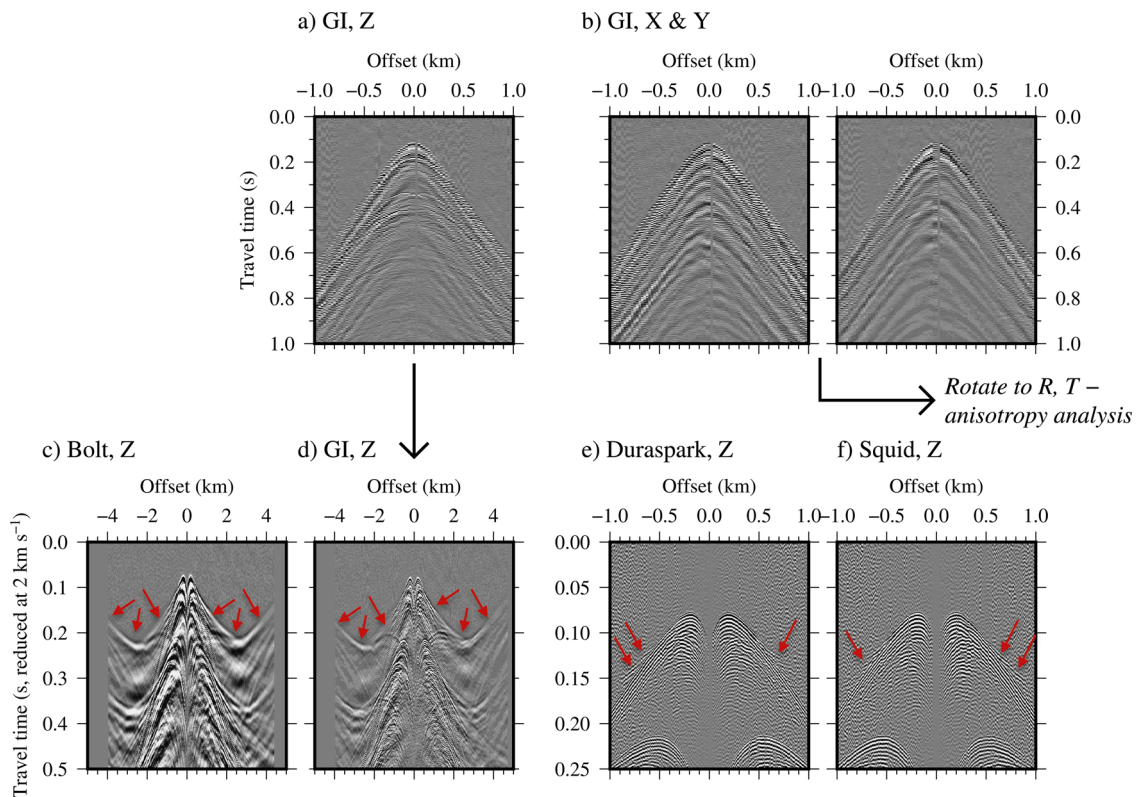 a) GI, Z
b) GI, X & Y
Offset (km)
Offset (km)
Offset (km)
−1.0 −0.5 0.0 0.5 1.0
−1.0 −0.5 0.0 0.5 1.0
−1.0 −0.5 0.0 0.5 1.0
Travel time (s)
0.0
0.2
0.4
0.6
0.8
1.0
0.0
0.2
0.4
0.6
0.8
1.0
Rotate to R, T −
anisotropy analysis
c) Bolt, Z
d) GI, Z
e) Duraspark, Z
f) Squid, Z
Offset (km)
Offset (km)
Offset (km)
Offset (km)
−4 −2 0 2 4
−4 −2 0 2 4
−1.0 −0.5 0.0 0.5 1.0
−1.0 −0.5 0.0 0.5 1.0
Travel time (s, reduced at 2 km s⁻¹)
0.0
0.1
0.2
0.3
0.4
0.5
0.00
0.05
0.10
0.15
0.20
0.25